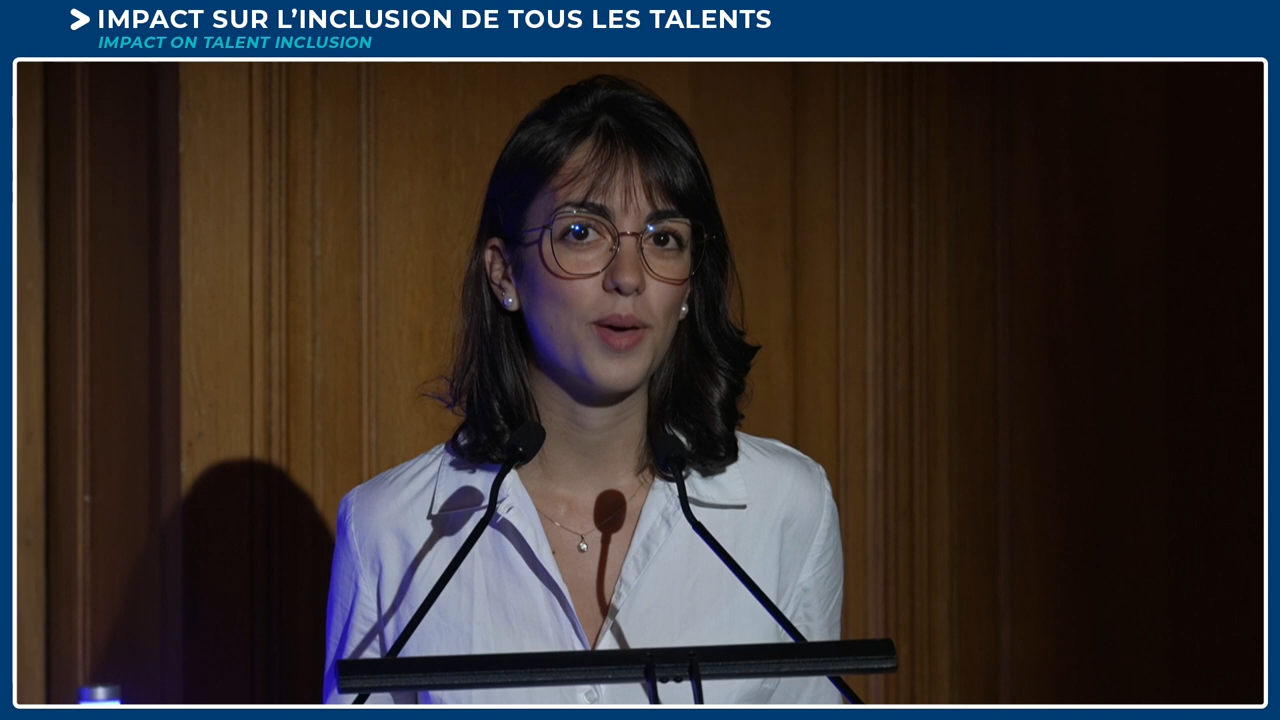 IMPACT SUR L’INCLUSION DE TOUS LES TALENTS
IMPACT ON TALENT INCLUSION